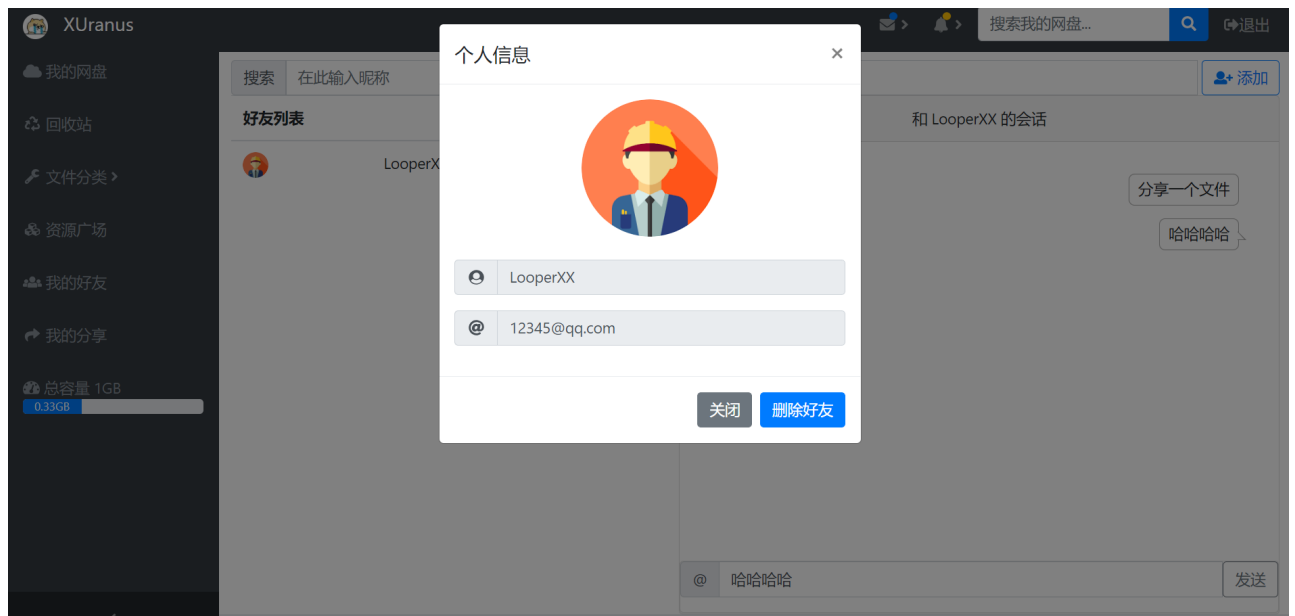 XUranus
搜索我的网盘...
退出
我的网盘
回收站
文件分类
资源广场
我的好友
我的分享
总容量 1GB
0.33GB
搜索
在此输入昵称
添加
好友列表
LooperX
和 LooperXX 的会话
分享一个文件
哈哈哈哈
@
哈哈哈哈
发送
个人信息
×
LooperXX
@
12345@qq.com
关闭
删除好友